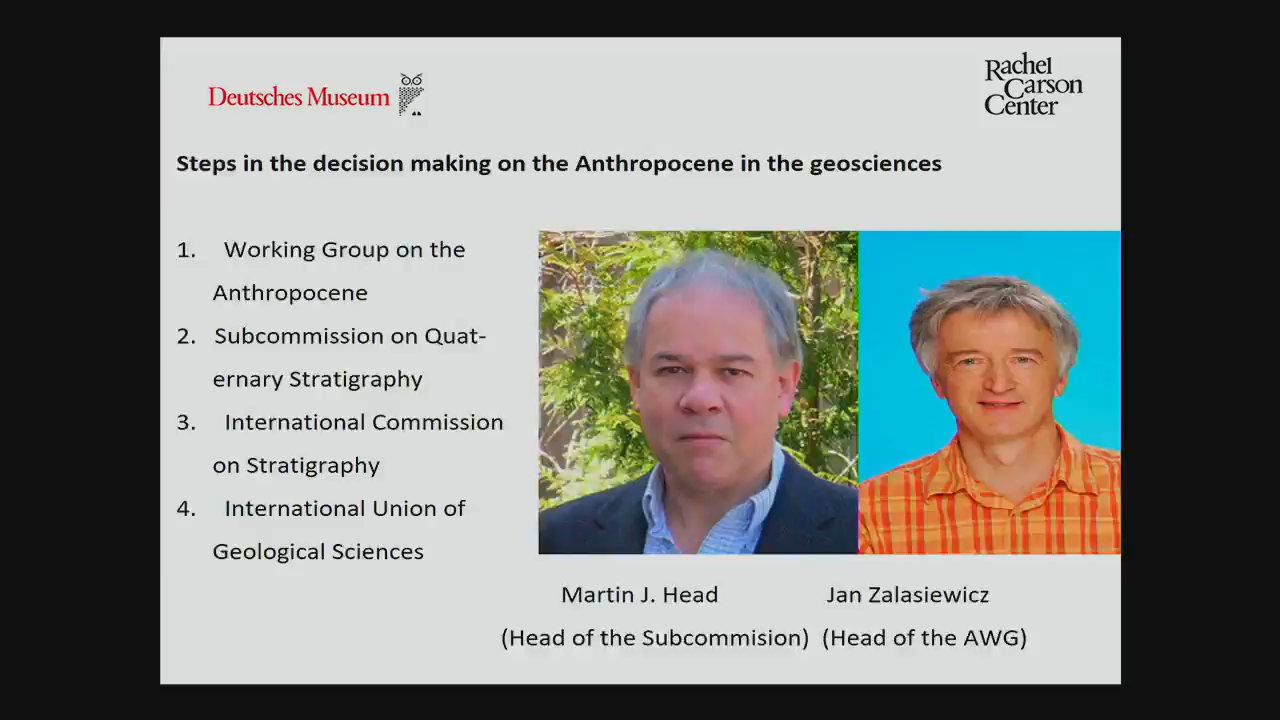 Deutsches Museum
Rachel
Carson
Center
Steps in the decision making on the Anthropocene in the geosciences
1. Working Group on the
Anthropocene
2. Subcommission on Quat-
ernary Stratigraphy
3. International Commission
on Stratigraphy
4. International Union of
Geological Sciences
Martin J. Head
(Head of the Subcommision)
Jan Zalasiewicz
(Head of the AWG)